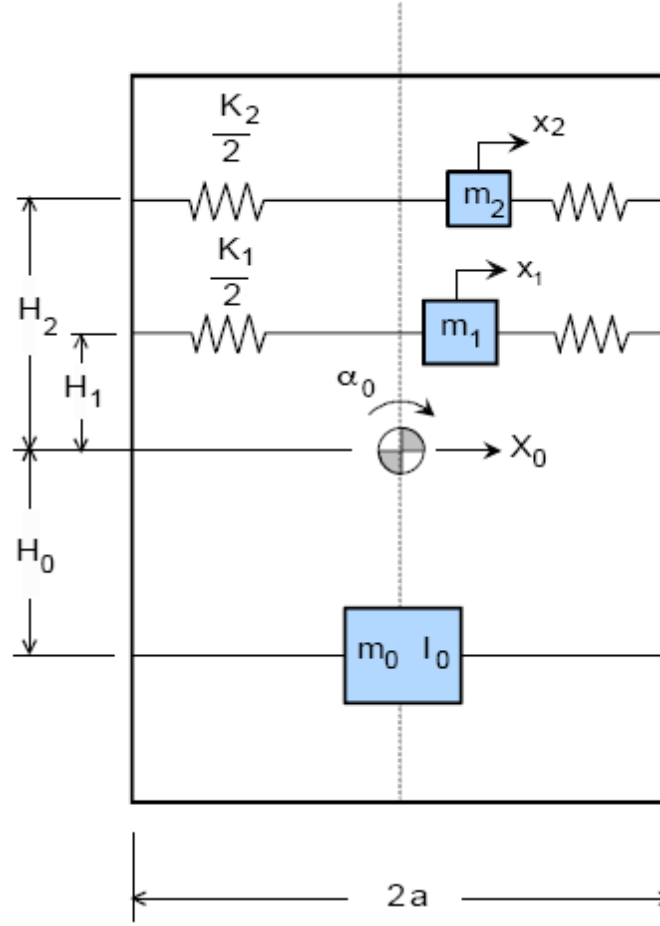 K₂
2
x₂
m₂
K₁
2
x₁
m₁
H₂
H₁
α₀
X₀
H₀
m₀ I₀
2a